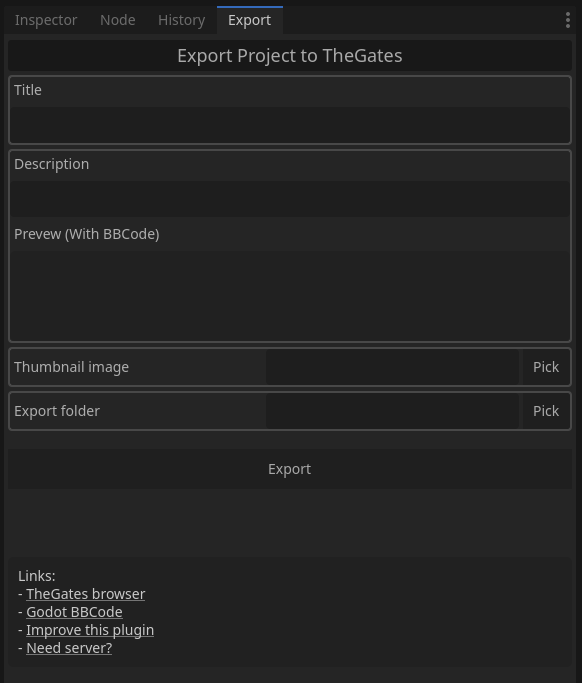 Inspector Node History Export
Export Project to TheGates
Title
Description
Prevew (With BBCode)
Thumbnail image Pick
Export folder Pick
Export
Links:
- TheGates browser
- Godot BBCode
- Improve this plugin
- Need server?